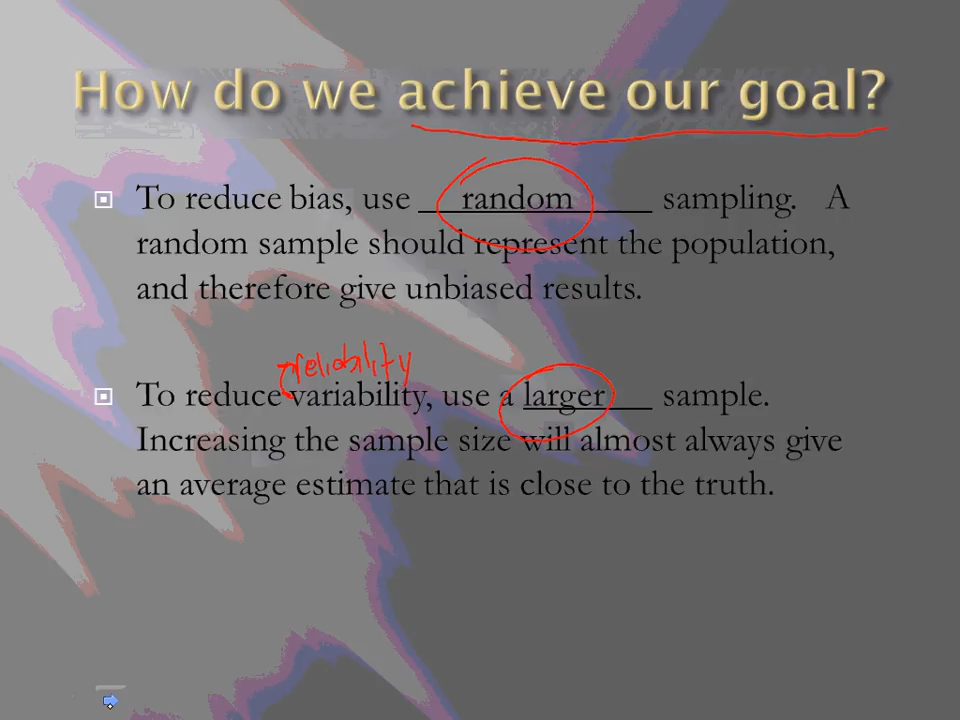 How do we achieve our goal?
To reduce bias, use random sampling. A
random sample should represent the population,
and therefore give unbiased results.
reliability
To reduce variability, use a larger sample.
Increasing the sample size will almost always give
an average estimate that is close to the truth.